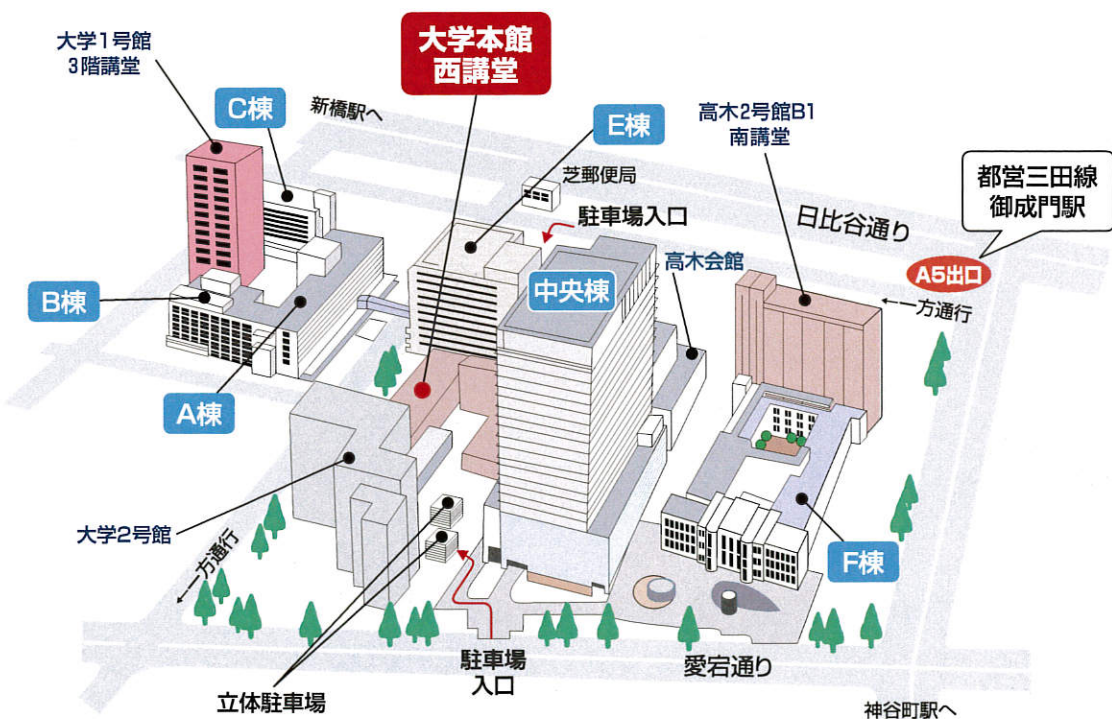 大学1号館
3階講堂
大学本館
西講堂
C棟
新橋駅へ
E棟
高木2号館B1
南講堂
芝郵便局
都営三田線
御成門駅
駐車場入口
日比谷通り
高木会館
A5出口
中央棟
←一方通行
B棟
A棟
大学2号館
F棟
←一方通行
駐車場
入口
愛宕通り
立体駐車場
神谷町駅へ